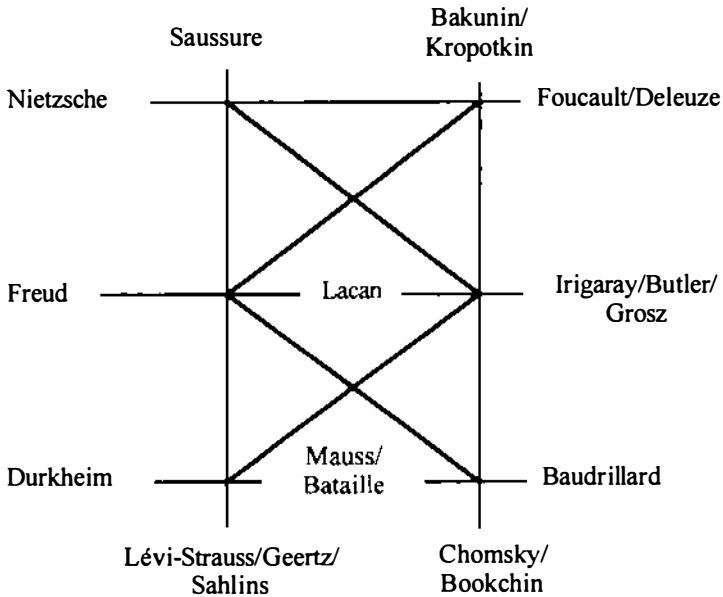 Saussure
Bakunin/
Kropotkin
Nietzsche
Foucault/Deleuze
Freud
Lacan
Irigaray/Butler/
Grosz
Durkheim
Mauss/
Bataille
Baudrillard
Lévi-Strauss/Geertz/
Sahlins
Chomsky/
Bookchin